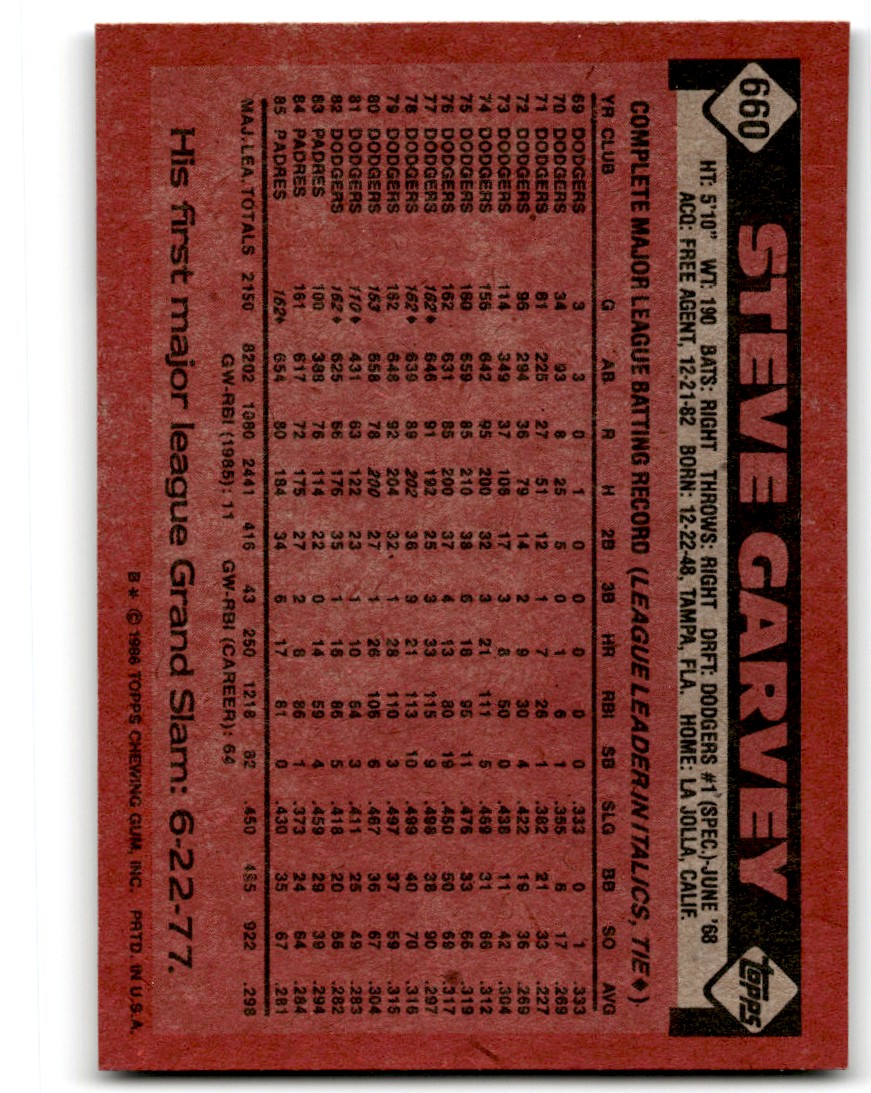 660
STEVE GARVEY
topps
HT: 5'10" WT: 190 BATS: RIGHT THROWS: RIGHT DRFT: DODGERS #1 (SPEC.)-JUNE '68
ACQ: FREE AGENT, 12-21-82 BORN: 12-22-48, TAMPA, FLA. HOME: LA JOLLA, CALIF.
COMPLETE MAJOR LEAGUE BATTING RECORD (LEAGUE LEADER IN ITALICS, TIE♦)
YR CLUB G AB R H 2B 3B HR RBI SB SLG BB SO AVG
69 DODGERS 3 3 0 1 0 0 0 0 0 .333 0 1 .333
70 DODGERS 34 93 8 25 5 0 1 6 1 .355 6 17 .269
71 DODGERS 81 225 27 51 12 1 7 26 1 .382 21 33 .227
72 DODGERS 96 294 36 79 14 2 9 30 4 .422 19 36 .269
73 DODGERS 114 349 37 106 17 3 8 50 0 .438 11 42 .304
74 DODGERS 156 642 95 200 32 3 21 111 5 .469 31 66 .312
75 DODGERS 160 659 85 210 38 6 18 95 11 .476 33 66 .319
76 DODGERS 162 631 85 200 37 4 13 80 19 .450 50 69 .317
77 DODGERS 162♦ 646 91 192 25 3 33 115 9 .498 38 90 .297
78 DODGERS 162♦ 639 89 202 36 9 21 113 10 .499 40 70 .316
79 DODGERS 162 648 92 204 32 1 28 110 3 .497 37 59 .315
80 DODGERS 163 658 78 200 27 1 26 106 6 .467 36 67 .304
81 DODGERS 110♦ 431 63 122 23 1 10 64 3 .411 25 49 .283
82 DODGERS 162♦ 625 66 176 35 1 16 86 5 .418 20 86 .282
83 PADRES 100 388 76 114 22 0 14 59 4 .459 29 39 .294
84 PADRES 161 617 72 175 27 2 8 86 1 .373 24 64 .284
85 PADRES 162♦ 654 80 184 34 6 17 81 0 .430 35 67 .281
MAJ. LEA. TOTALS 2150 8202 1080 2441 416 43 250 1218 82 .450 455 922 .298
GW-RBI (1985): 11 GW-RBI (CAREER): 64
His first major league Grand Slam: 6-22-77.
B* © 1986 TOPPS CHEWING GUM, INC. PRTD. IN U.S.A.